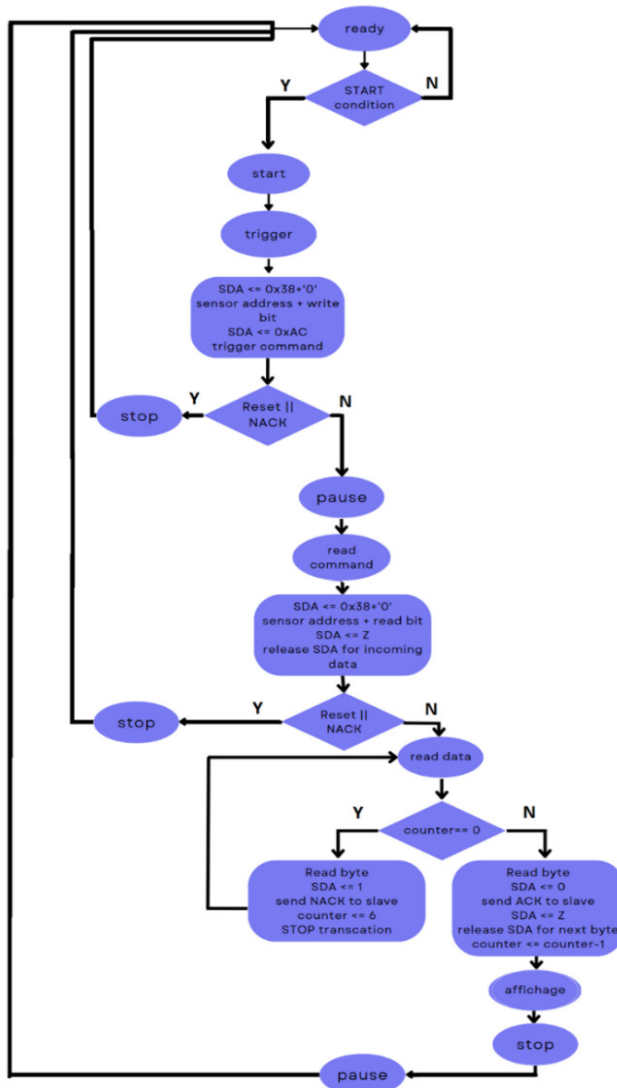 ready
START
condition
Y
N
start
trigger
SDA <= 0x38+'0'
sensor address + write
bit
SDA <= 0xAC
trigger command
Reset ||
NACK
Y
N
stop
pause
read
command
SDA <= 0x38+'0'
sensor address + read bit
SDA <= Z
release SDA for incoming
data
Reset ||
NACK
Y
N
stop
read data
counter== 0
Y
N
Read byte
SDA <= 1
send NACK to slave
counter <= 6
STOP transcation
Read byte
SDA <= 0
send ACK to slave
SDA <= Z
release SDA for next byte
counter <= counter-1
affichage
stop
pause